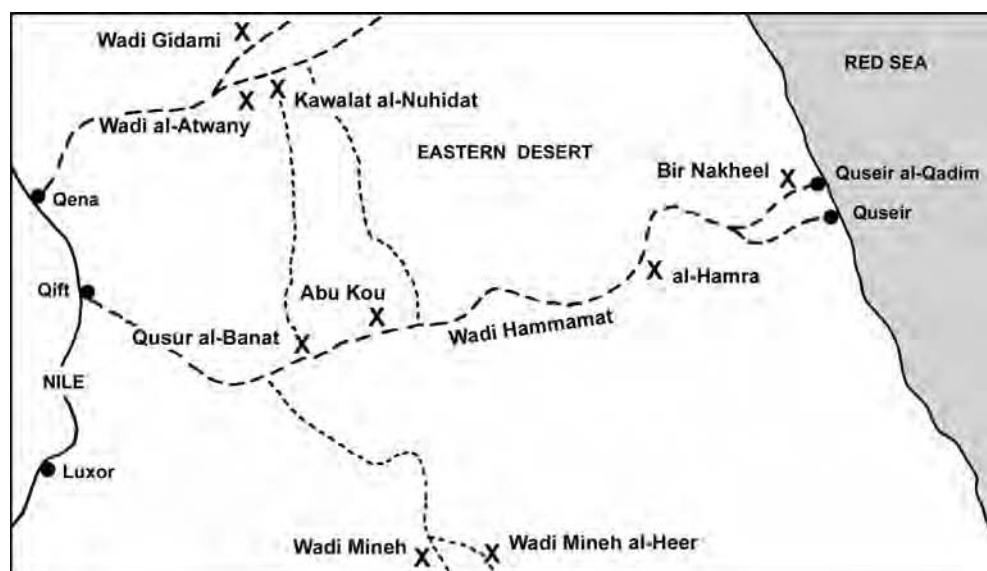 Wadi Gidami
RED SEA
Kawalat al-Nuhidat
Wadi al-Atwany
EASTERN DESERT
Bir Nakheel
Quseir al-Qadim
Qena
Quseir
al-Hamra
Qift
Abu Kou
Qusur al-Banat
Wadi Hammamat
NILE
Luxor
Wadi Mineh
Wadi Mineh al-Heer